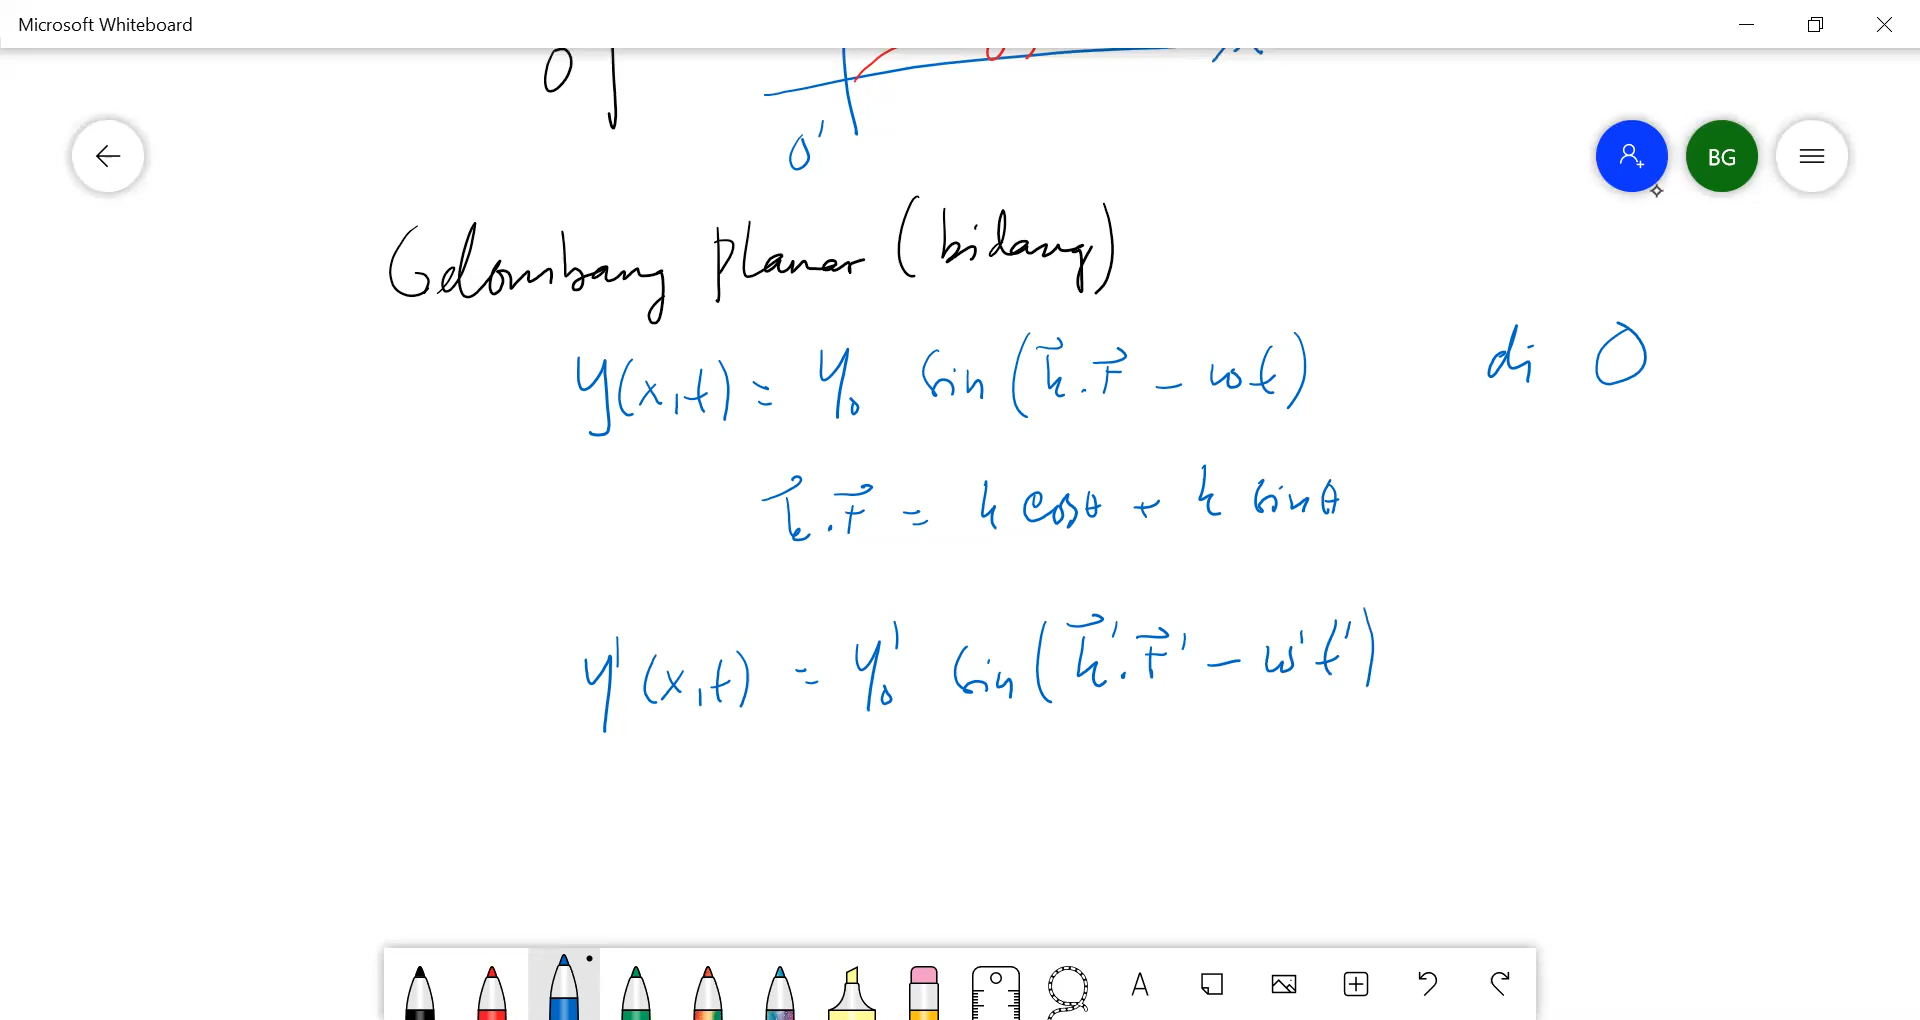 Microsoft Whiteboard
O
O'
BG
Gelombang planar (bidang)
y(x,t) = y₀ sin(k⃗.r⃗ - ωt) di O
k⃗.r⃗ = k cosθ + k sinθ
y'(x,t) = y₀' sin(k⃗'.r⃗' - ω't')
A